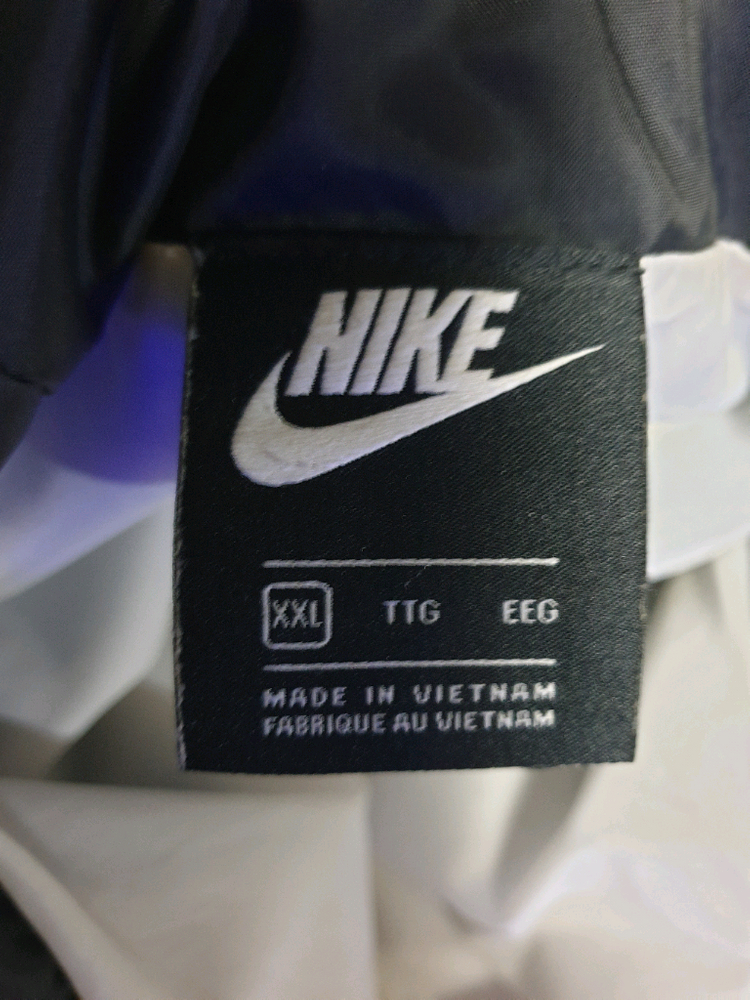 NIKE
XXL TTG EEG
MADE IN VIETNAM
FABRIQUE AU VIETNAM